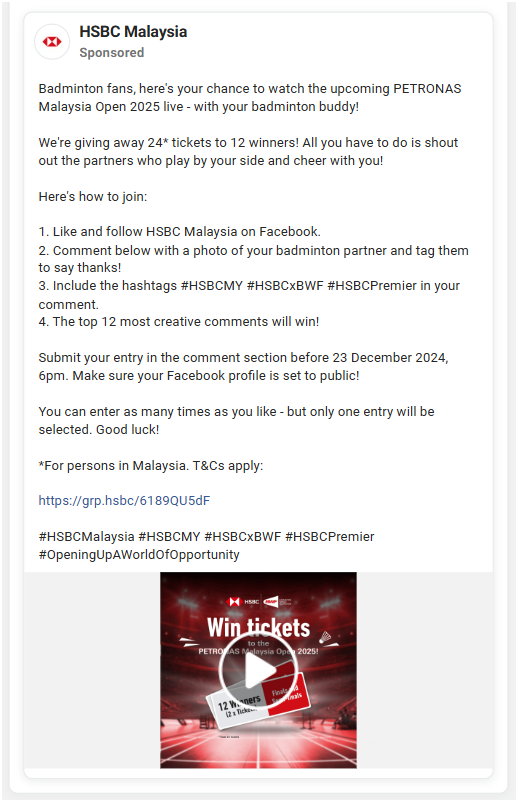 HSBC Malaysia
Sponsored
Badminton fans, here's your chance to watch the upcoming PETRONAS
Malaysia Open 2025 live - with your badminton buddy!
We're giving away 24* tickets to 12 winners! All you have to do is shout
out the partners who play by your side and cheer with you!
Here's how to join:
1. Like and follow HSBC Malaysia on Facebook.
2. Comment below with a photo of your badminton partner and tag them
to say thanks!
3. Include the hashtags #HSBCMY #HSBCxBWF #HSBCPremier in your
comment.
4. The top 12 most creative comments will win!
Submit your entry in the comment section before 23 December 2024,
6pm. Make sure your Facebook profile is set to public!
You can enter as many times as you like - but only one entry will be
selected. Good luck!
*For persons in Malaysia. T&Cs apply:
https://grp.hsbc/6189QU5dF
#HSBCMalaysia #HSBCMY #HSBCxBWF #HSBCPremier
#OpeningUpAWorldOfOpportunity
HSBC
Win tickets
to the
PETRONAS Malaysia Open 2025!
12 Winners
(2 x Tickets)
Finals and
Semi-finals